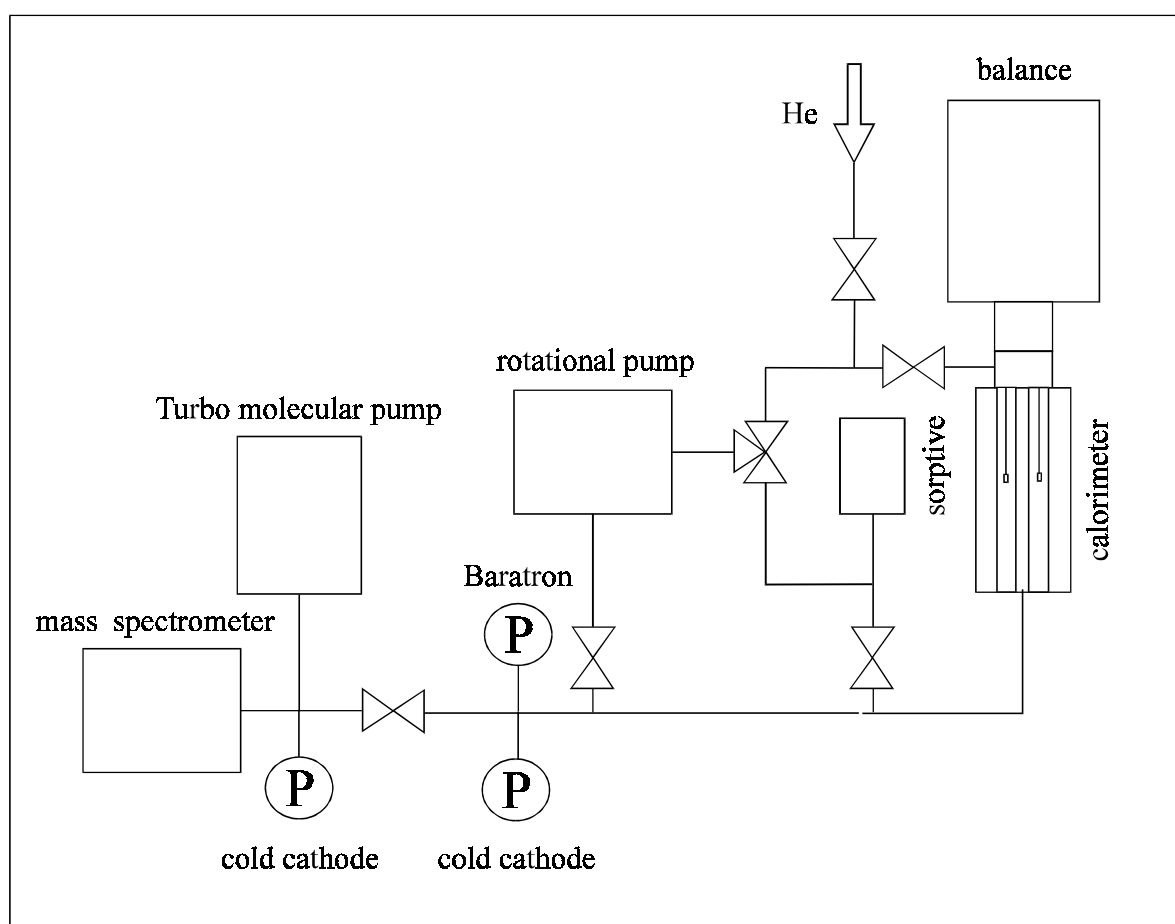 balance
He
rotational pump
Turbo molecular pump
sorptive
calorimeter
Baratron
P
mass spectrometer
P
P
cold cathode
cold cathode